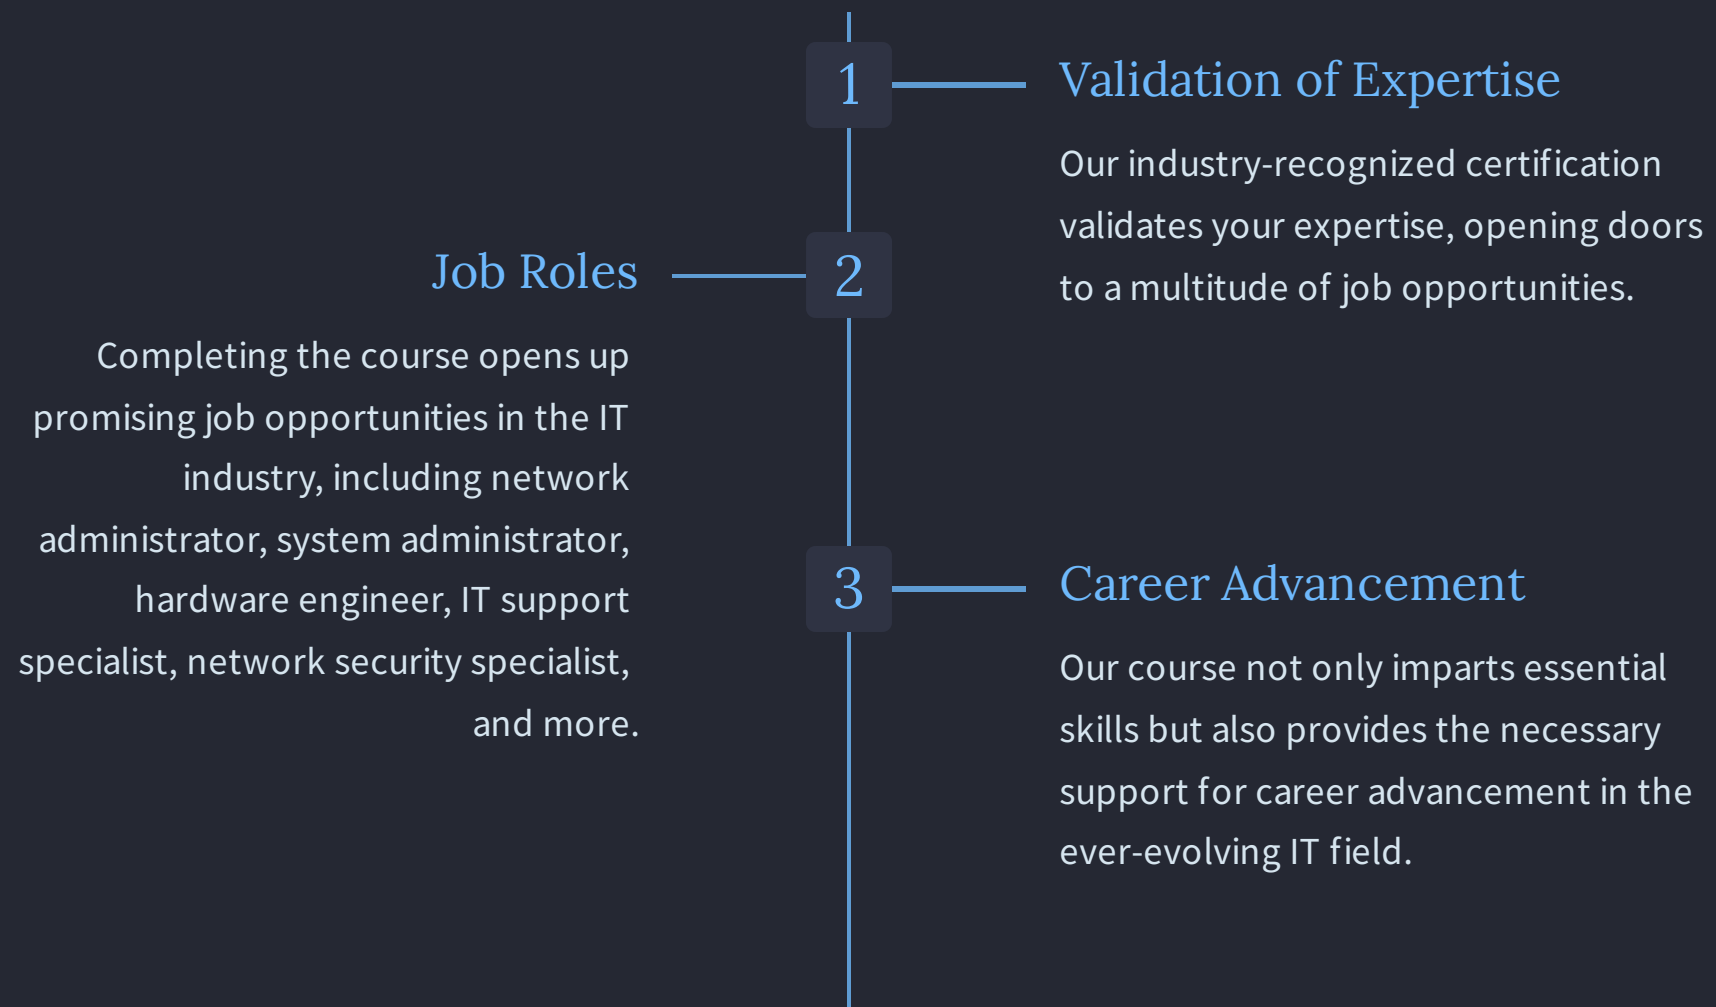 1
Validation of Expertise
Our industry-recognized certification
validates your expertise, opening doors
to a multitude of job opportunities.
2
Job Roles
Completing the course opens up
promising job opportunities in the IT
industry, including network
administrator, system administrator,
hardware engineer, IT support
specialist, network security specialist,
and more.
3
Career Advancement
Our course not only imparts essential
skills but also provides the necessary
support for career advancement in the
ever-evolving IT field.